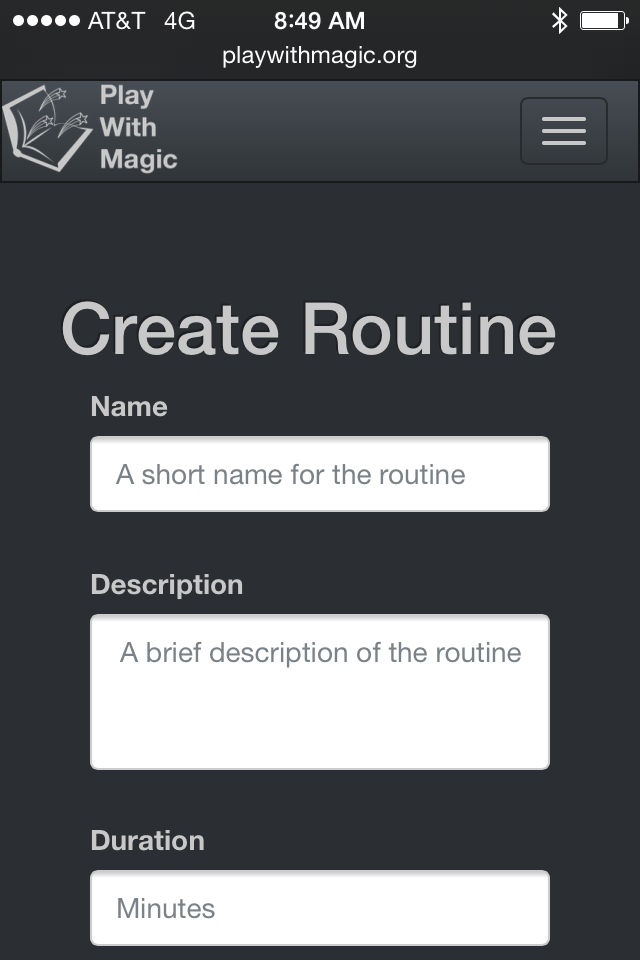 AT&T 4G 8:49 AM
playwithmagic.org
Play
With
Magic
Create Routine
Name
A short name for the routine
Description
A brief description of the routine
Duration
Minutes